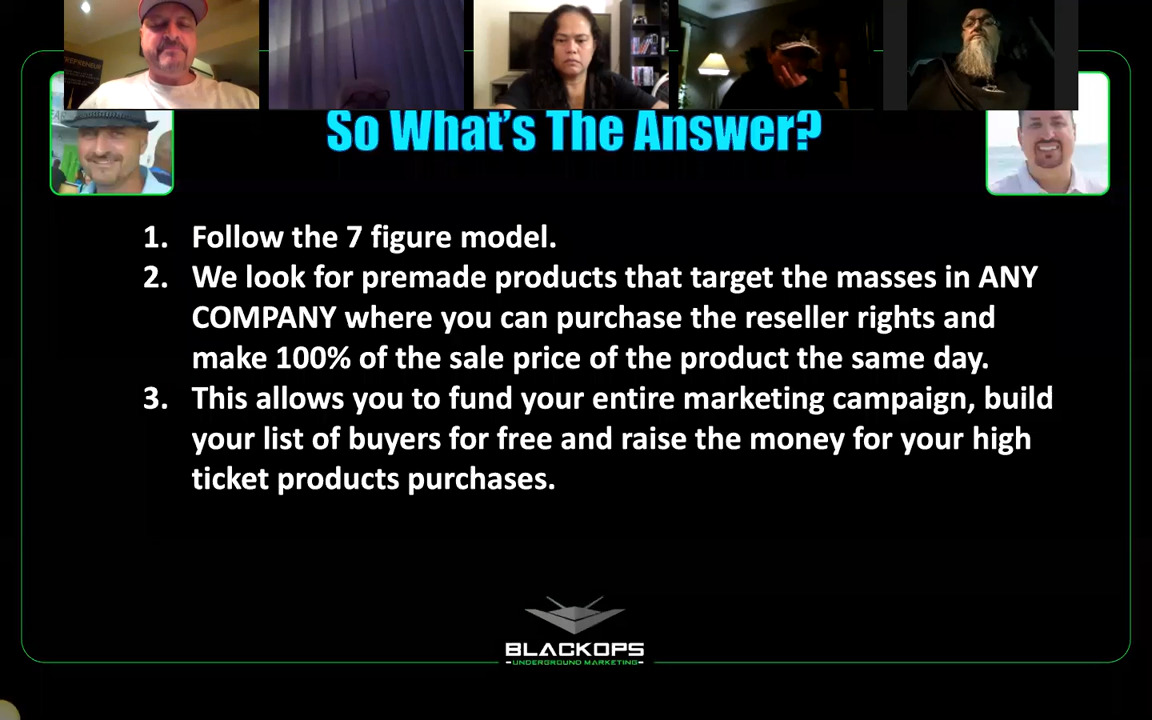 So What's The Answer?
1. Follow the 7 figure model.
2. We look for premade products that target the masses in ANY
COMPANY where you can purchase the reseller rights and
make 100% of the sale price of the product the same day.
3. This allows you to fund your entire marketing campaign, build
your list of buyers for free and raise the money for your high
ticket products purchases.
BLACKOPS
UNDERGROUND MARKETING